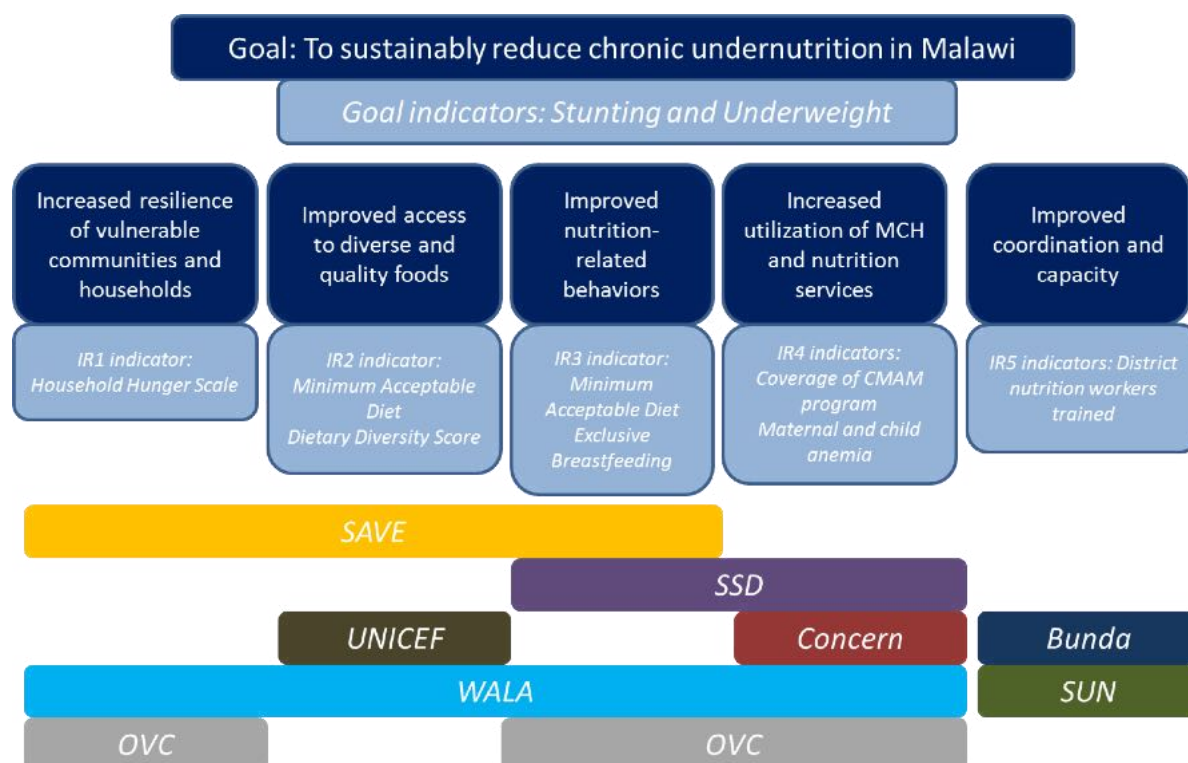 Goal: To sustainably reduce chronic undernutrition in Malawi
Goal indicators: Stunting and Underweight
Increased resilience
of vulnerable
communities and
households
Improved access
to diverse and
quality foods
Improved
nutrition-
related
behaviors
Increased
utilization of MCH
and nutrition
services
Improved
coordination and
capacity
IR1 indicator:
Household Hunger Scale
IR2 indicator:
Minimum Acceptable
Diet
Dietary Diversity Score
IR3 indicator:
Minimum
Acceptable Diet
Exclusive
Breastfeeding
IR4 indicators:
Coverage of CMAM
program
Maternal and child
anemia
IR5 indicators: District
nutrition workers
trained
SAVE
SSD
UNICEF
Concern
Bunda
WALA
SUN
OVC
OVC